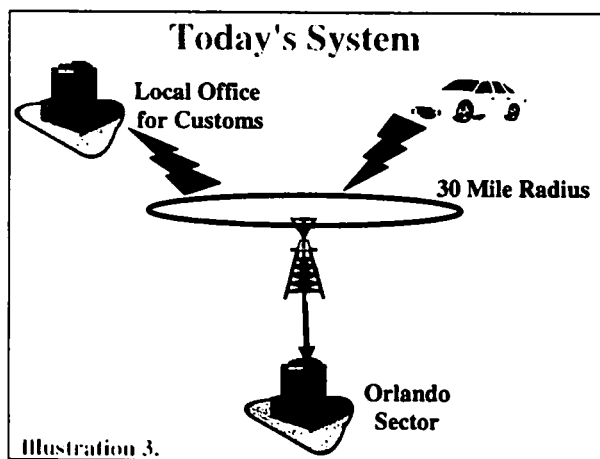 Today's System
Local Office
for Customs
30 Mile Radius
Orlando
Sector
Illustration 3.